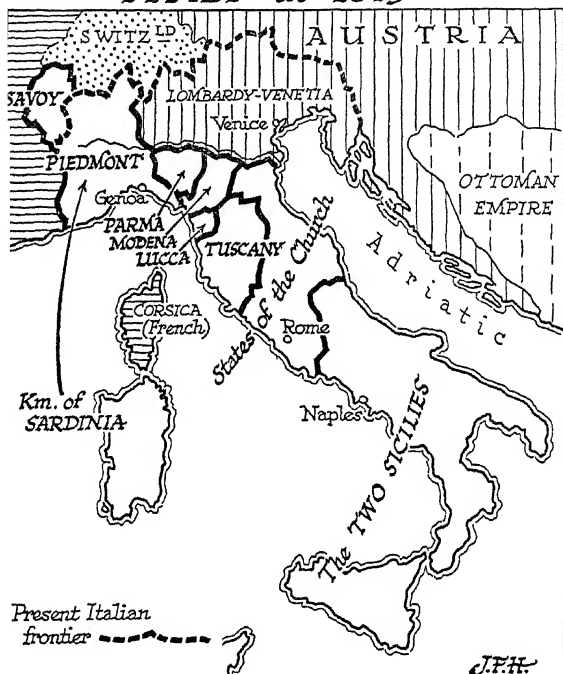 SWITZ LD
AUSTRIA
SAVOY
LOMBARDY-VENETIA
Venice
PIEDMONT
OTTOMAN
EMPIRE
Genoa
PARMA
MODENA
LUCCA
TUSCANY
States of the Church
Adriatic
CORSICA
(French)
Rome
Km. of
SARDINIA
Naples
The TWO SICILIES
Present Italian
frontier
J.F.H.